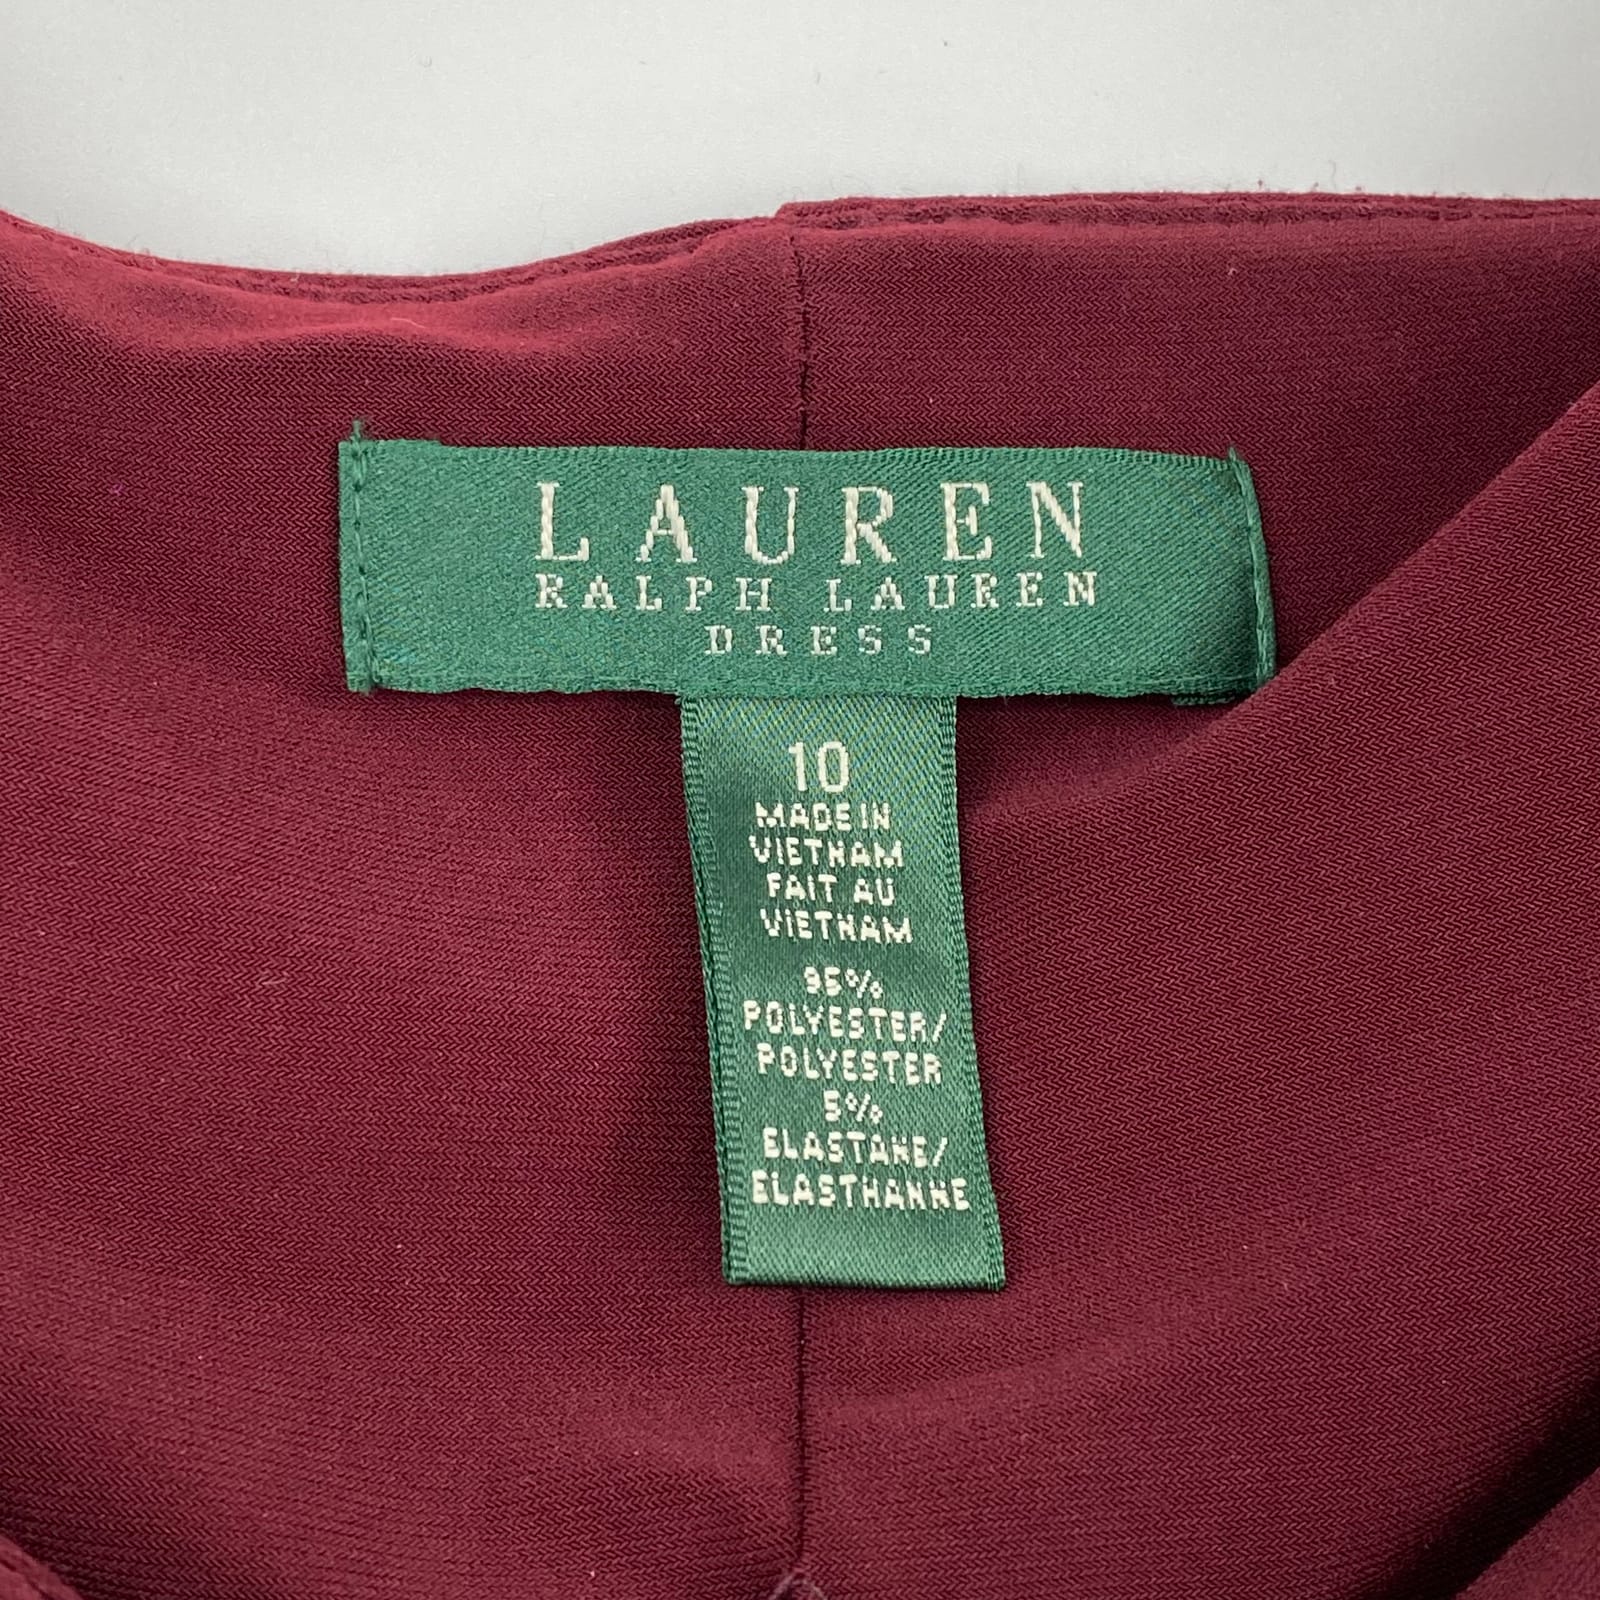 LAUREN
RALPH LAUREN
DRESS
10
MADE IN
VIETNAM
FAIT AU
VIETNAM
95%
POLYESTER/
POLYESTER
5%
ELASTANE/
ELASTHANNE